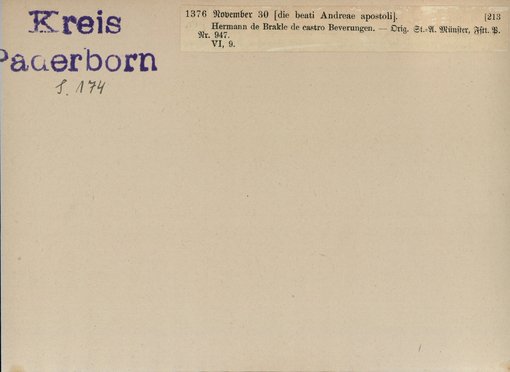 Kreis
Paderborn
S. 174
1376 November 30 [die beati Andreae apostoli]. [213
Hermann de Brakle de castro Beverungen. — Orig. St.-A. Münster, Fstt. P.
Nr. 947.
VI, 9.